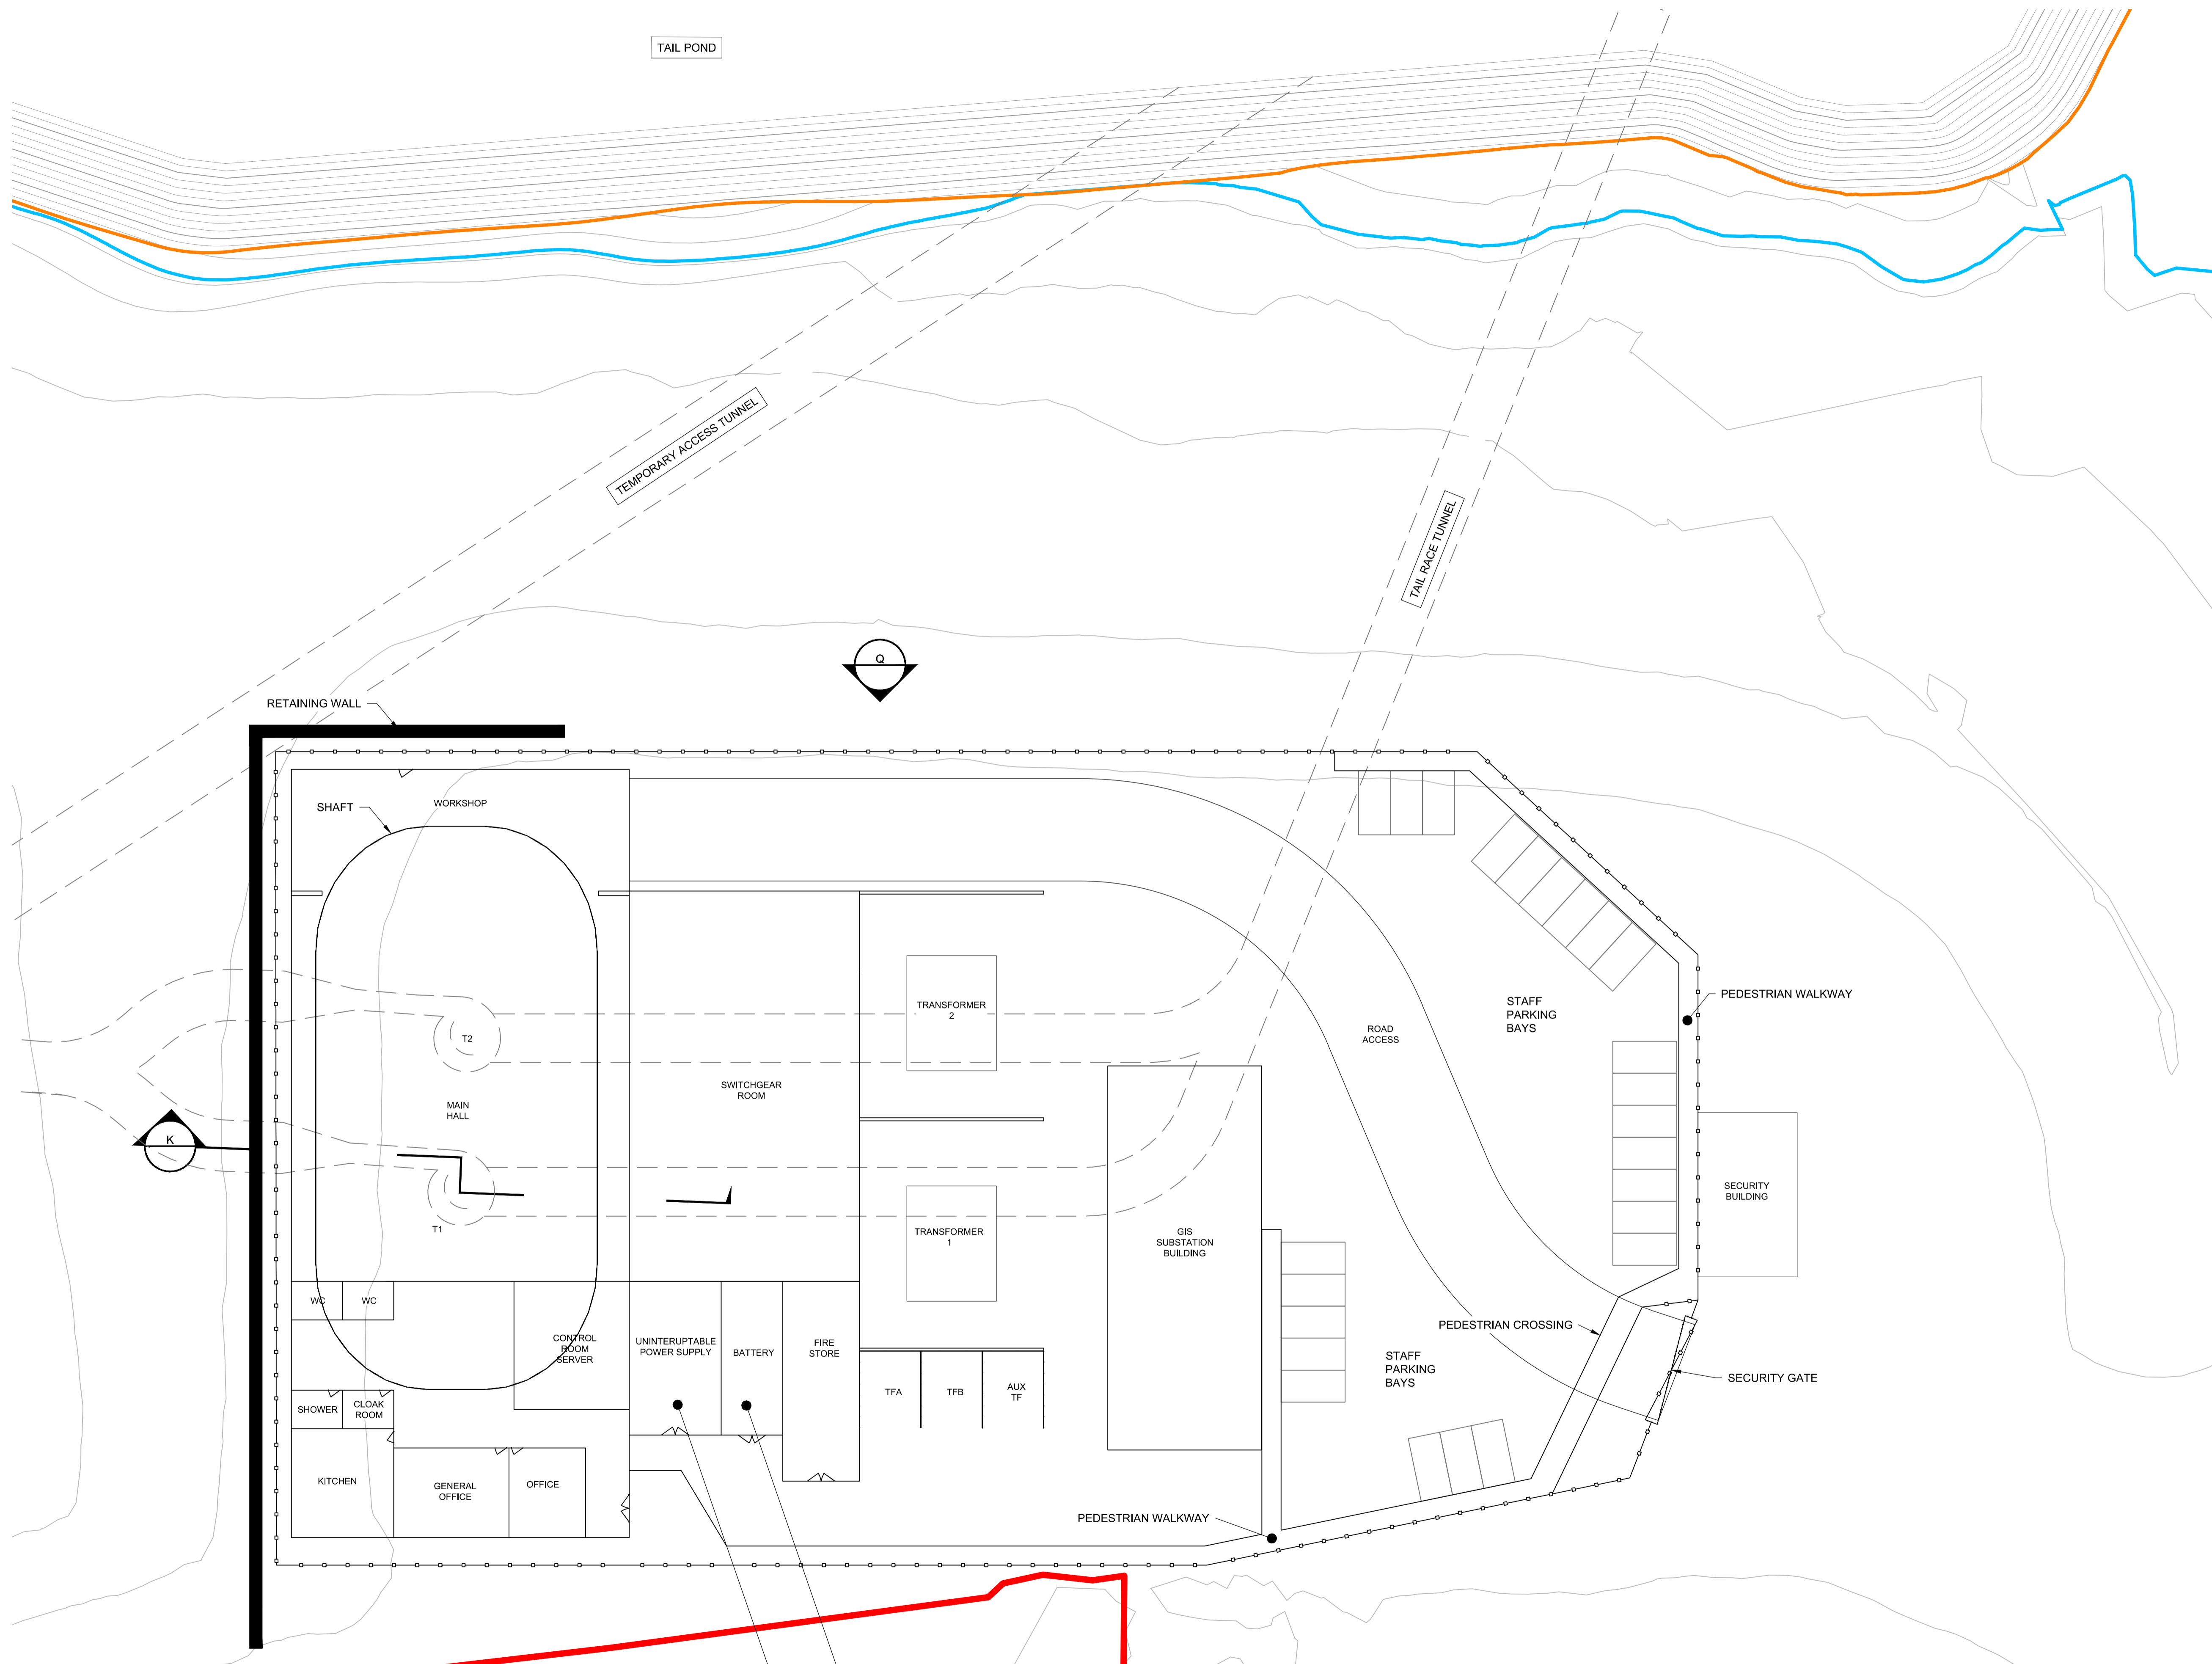 TAIL POND
TEMPORARY ACCESS TUNNEL
TAIL RACE TUNNEL
Q
RETAINING WALL
SHAFT
WORKSHOP
PEDESTRIAN WALKWAY
STAFF
PARKING
BAYS
TRANSFORMER
2
ROAD
ACCESS
T2
SWITCHGEAR
ROOM
MAIN
HALL
K
SECURITY
BUILDING
T1
TRANSFORMER
1
GIS
SUBSTATION
BUILDING
WC
WC
CONTROL
ROOM
SERVER
UNINTERUPTABLE
POWER SUPPLY
BATTERY
FIRE
STORE
PEDESTRIAN CROSSING
STAFF
PARKING
BAYS
SECURITY GATE
TFA
TFB
AUX
TF
SHOWER
CLOAK
ROOM
KITCHEN
GENERAL
OFFICE
OFFICE
PEDESTRIAN WALKWAY